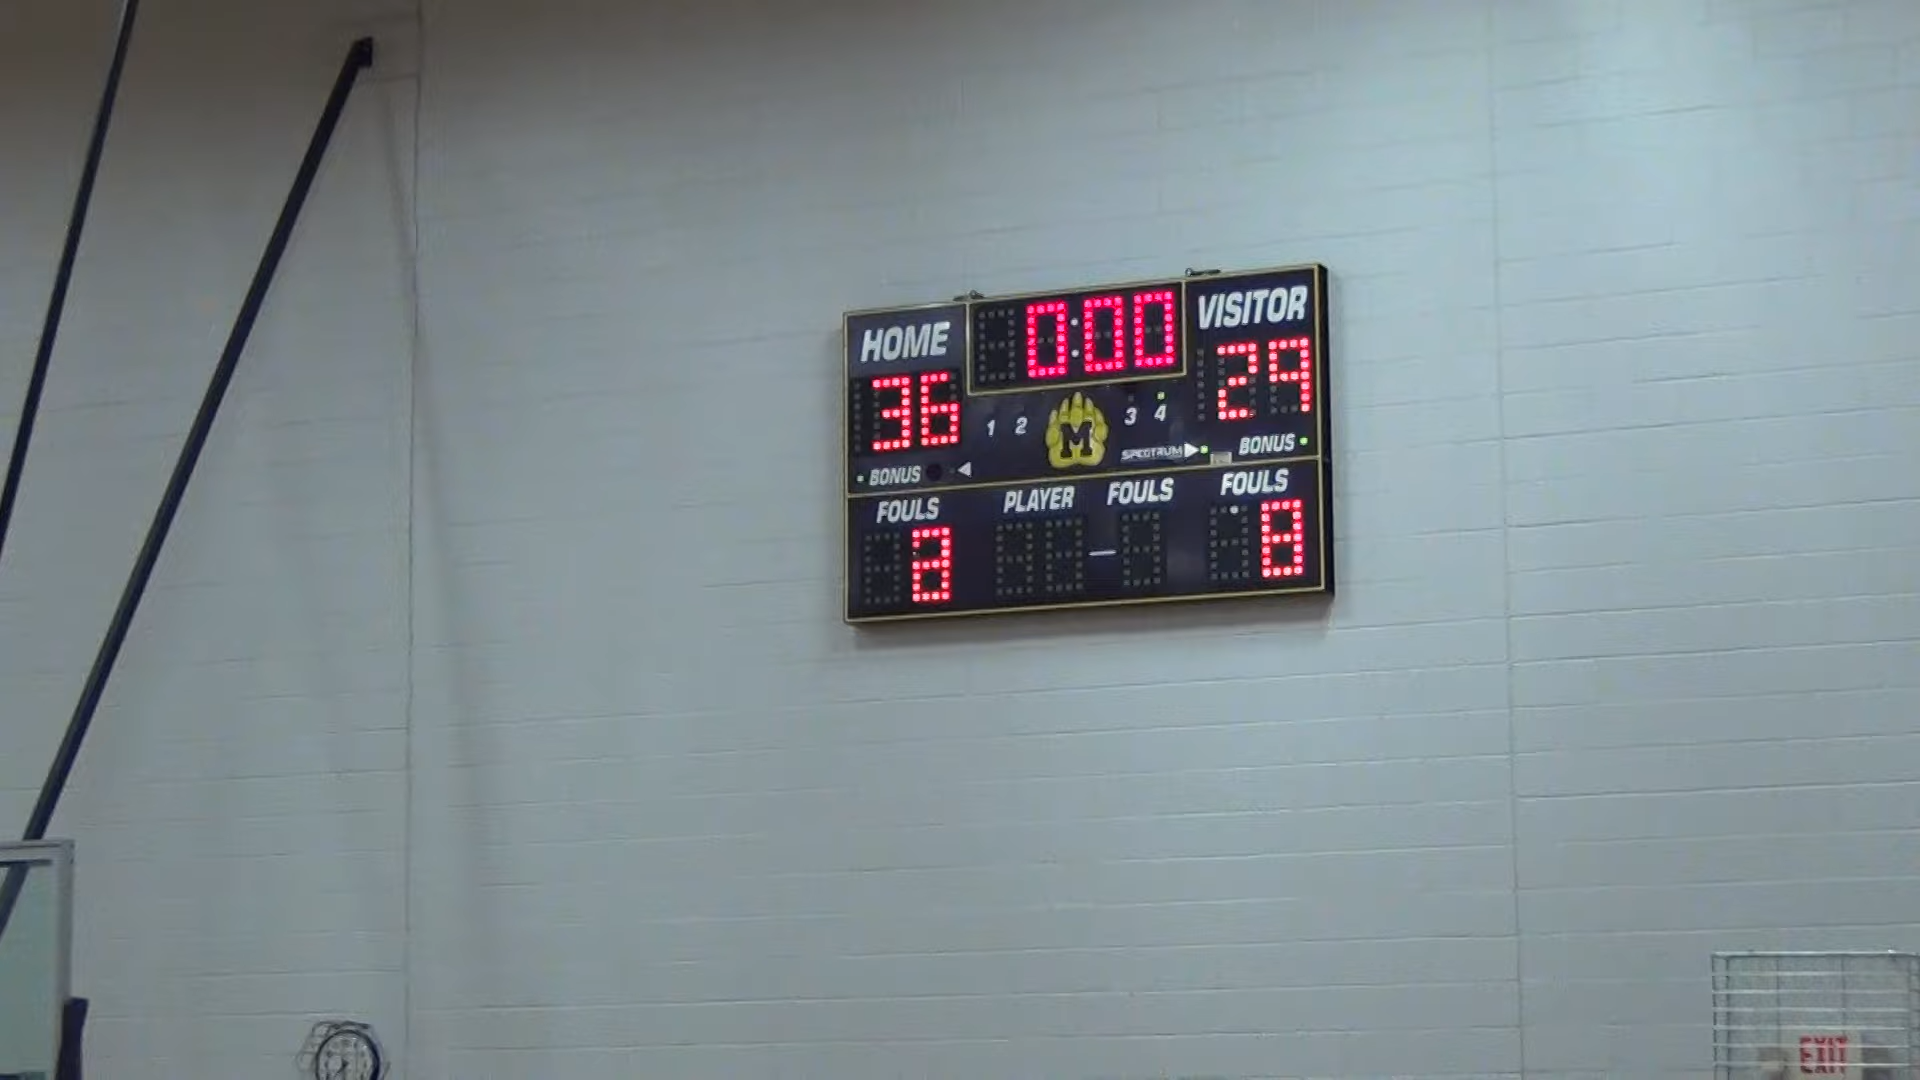 HOME
0:00
VISITOR
36
29
1 2
M
3 4
SPECTRUM
BONUS
BONUS
FOULS
PLAYER
FOULS
FOULS
8
EXIT